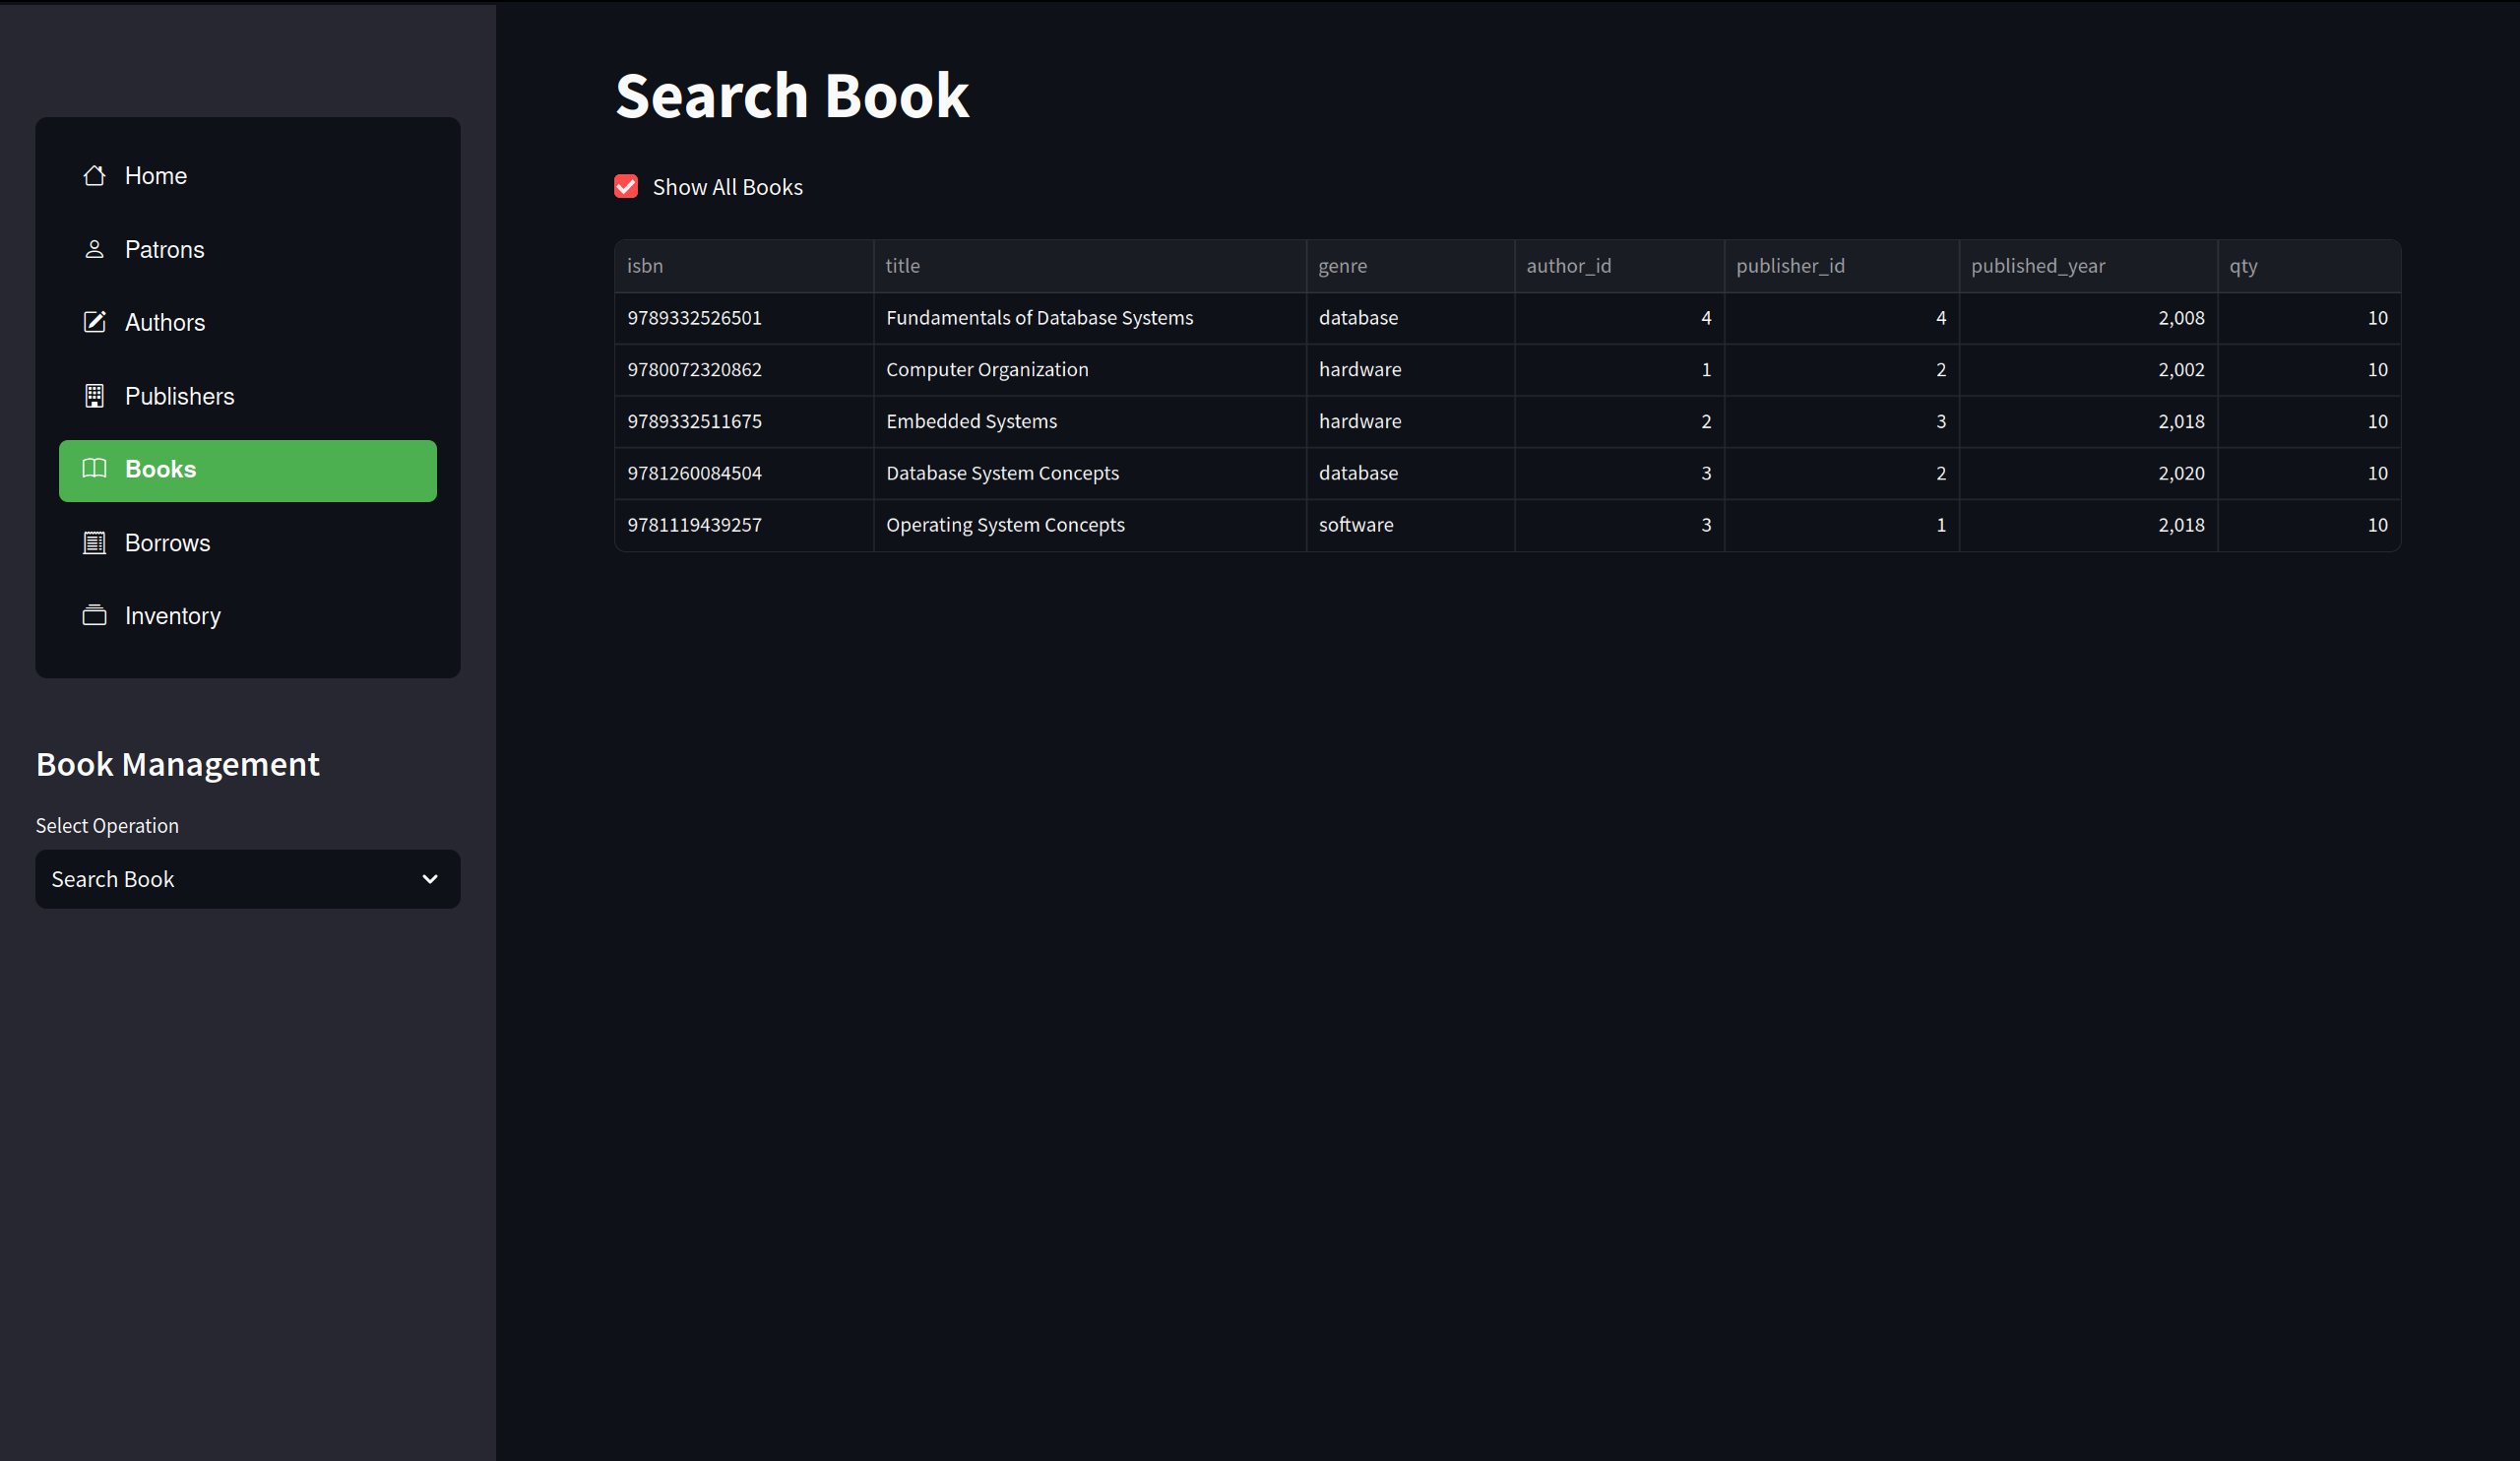 Home
Patrons
Authors
Publishers
Books
Borrows
Inventory
Book Management
Select Operation
Search Book
Search Book
Show All Books
isbn title genre author_id publisher_id published_year qty
9789332526501 Fundamentals of Database Systems database 4 4 2,008 10
9780072320862 Computer Organization hardware 1 2 2,002 10
9789332511675 Embedded Systems hardware 2 3 2,018 10
9781260084504 Database System Concepts database 3 2 2,020 10
9781119439257 Operating System Concepts software 3 1 2,018 10